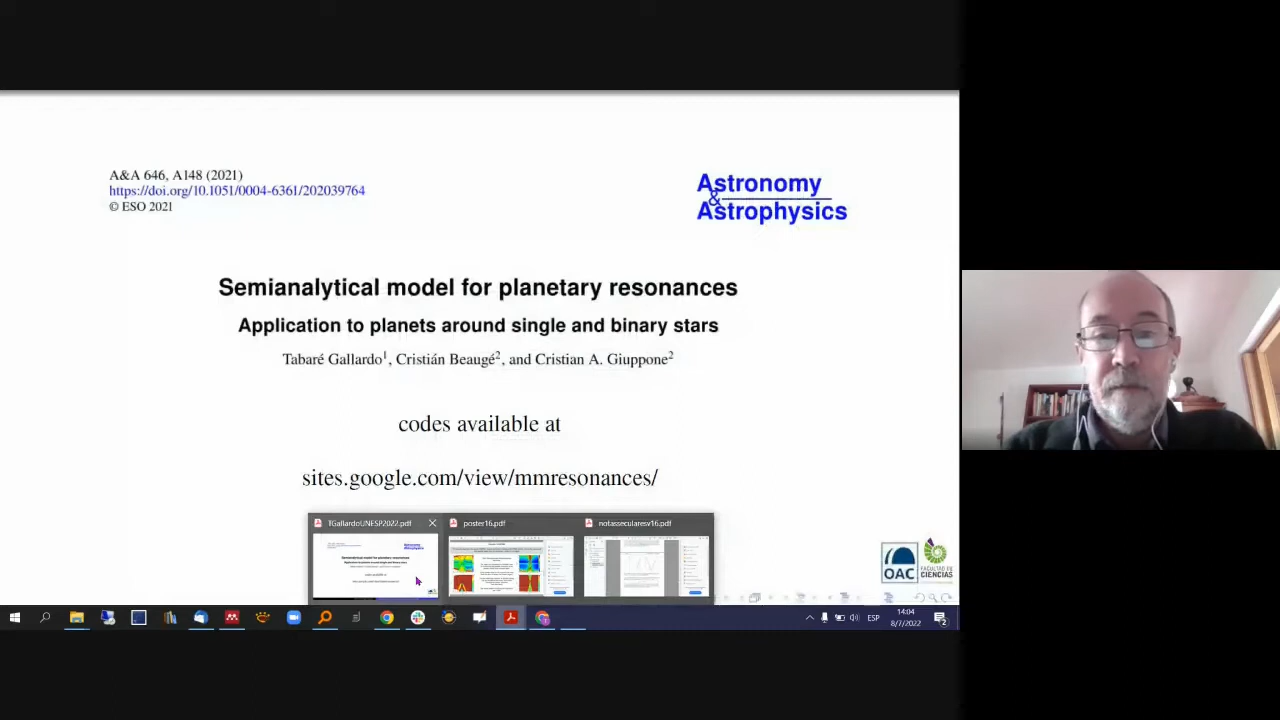 A&A 646, A148 (2021)
https://doi.org/10.1051/0004-6361/202039764
© ESO 2021
Astronomy
&
Astrophysics
Semianalytical model for planetary resonances
Application to planets around single and binary stars
Tabaré Gallardo1, Cristián Beaugé2, and Cristian A. Giuppone2
codes available at
sites.google.com/view/mmresonances/
TGallardoUNESP2022.pdf
poster16.pdf
notassecularesv16.pdf
OAC
FACULTAD DE
CIENCIAS
ESP
14:04
8/7/2022
2